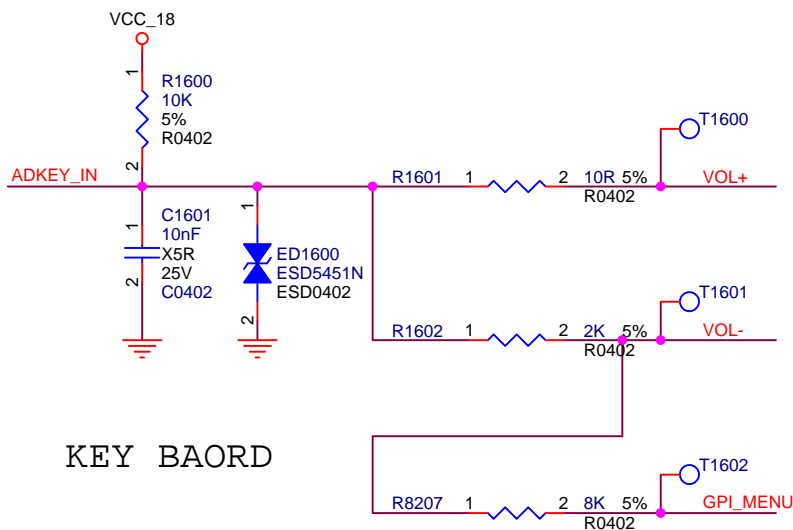 VCC_18
1
R1600
10K
5%
R0402
2
T1600
ADKEY_IN
R1601 1 2 10R 5% VOL+
R0402
1 C1601
10nF
X5R
25V
2 C0402
1
ED1600
ESD5451N
ESD0402
2
T1601
R1602 1 2 2K 5% VOL-
R0402
KEY BAORD
T1602
R8207 1 2 8K 5% GPI_MENU
R0402